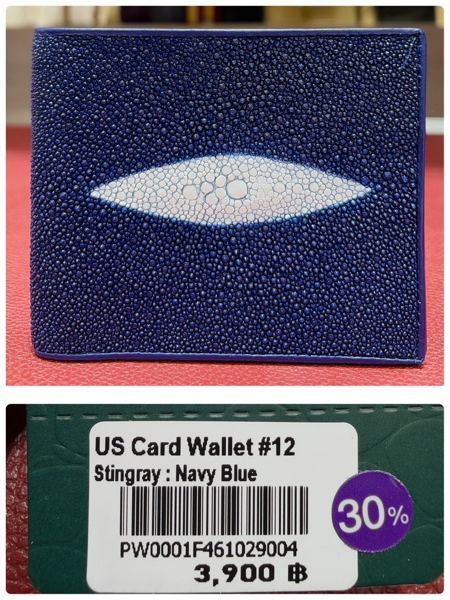 US Card Wallet #12
Stingray : Navy Blue
PW0001F461029004
3,900 ฿
30%